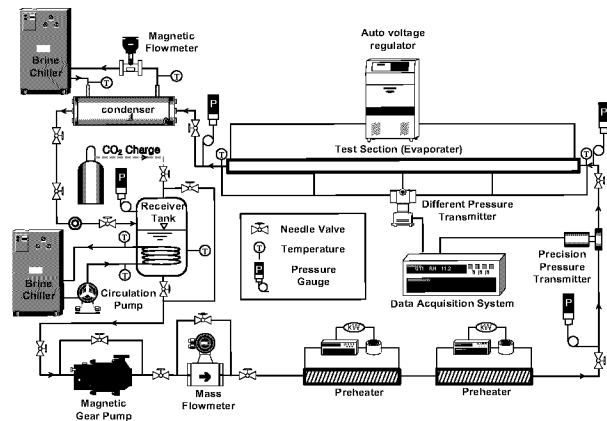 Magnetic
Flowmeter
Auto voltage
regulator
Brine
Chiller
T
T
P
P
condenser
CO₂ Charge
Test Section (Evaporater)
T
T
P
Receiver
Tank
Different Pressure
Transmitter
T
T
T
Needle Valve
T
Temperature
P
Pressure
Gauge
Brine
Chiller
Circulation
Pump
Data Acquisition System
Precision
Pressure
Transmitter
P
KW
KW
Magnetic
Gear Pump
Mass
Flowmeter
Preheater
Preheater